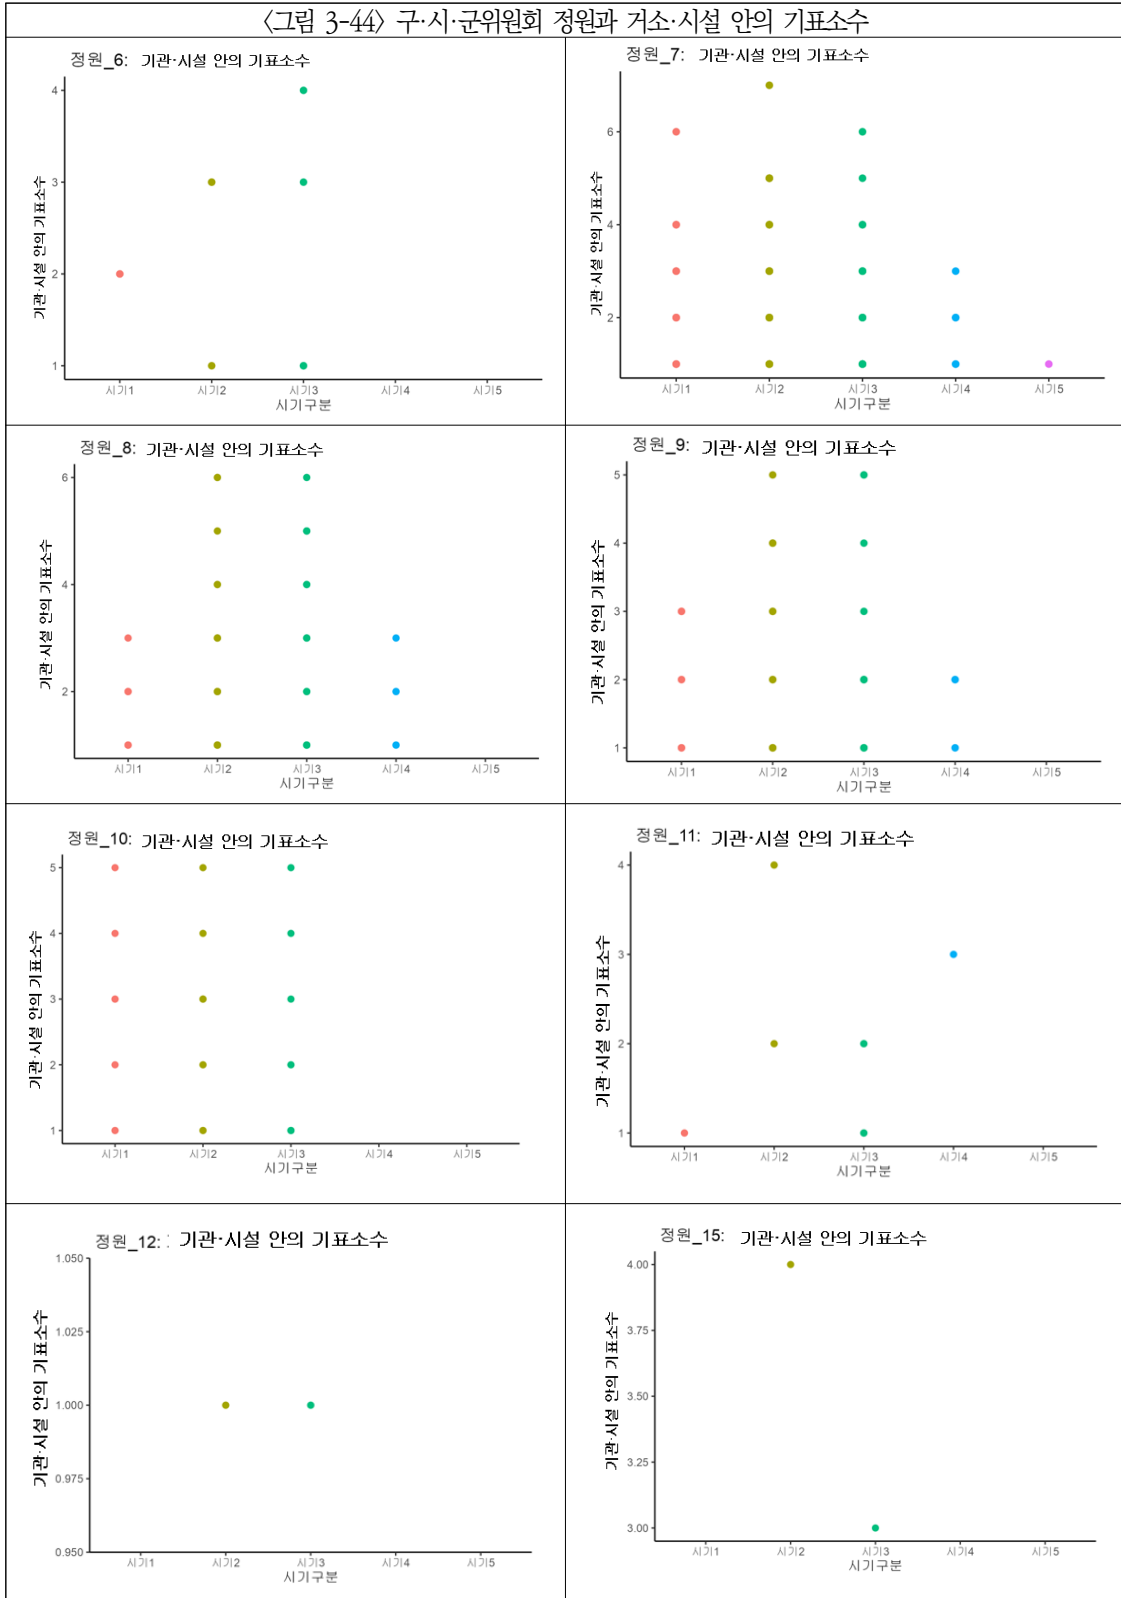 〈그림 3-44〉 구·시·군위원회 정원과 거소·시설 안의 기표소수
정원_6: 기관·시설 안의 기표소수
기관·시설 안의 기표소수
4
3
2
1
시기1 시기2 시기3 시기4 시기5
시기구분
정원_7: 기관·시설 안의 기표소수
기관·시설 안의 기표소수
6
4
2
시기1 시기2 시기3 시기4 시기5
시기구분
정원_8: 기관·시설 안의 기표소수
기관·시설 안의 기표소수
6
4
2
시기1 시기2 시기3 시기4 시기5
시기구분
정원_9: 기관·시설 안의 기표소수
기관·시설 안의 기표소수
5
4
3
2
1
시기1 시기2 시기3 시기4 시기5
시기구분
정원_10: 기관·시설 안의 기표소수
기관·시설 안의 기표소수
5
4
3
2
1
시기1 시기2 시기3 시기4 시기5
시기구분
정원_11: 기관·시설 안의 기표소수
기관·시설 안의 기표소수
4
3
2
1
시기1 시기2 시기3 시기4 시기5
시기구분
정원_12: 기관·시설 안의 기표소수
기관·시설 안의 기표소수
1.050
1.025
1.000
0.975
0.950
시기1 시기2 시기3 시기4 시기5
시기구분
정원_15: 기관·시설 안의 기표소수
기관·시설 안의 기표소수
4.00
3.75
3.50
3.25
3.00
시기1 시기2 시기3 시기4 시기5
시기구분